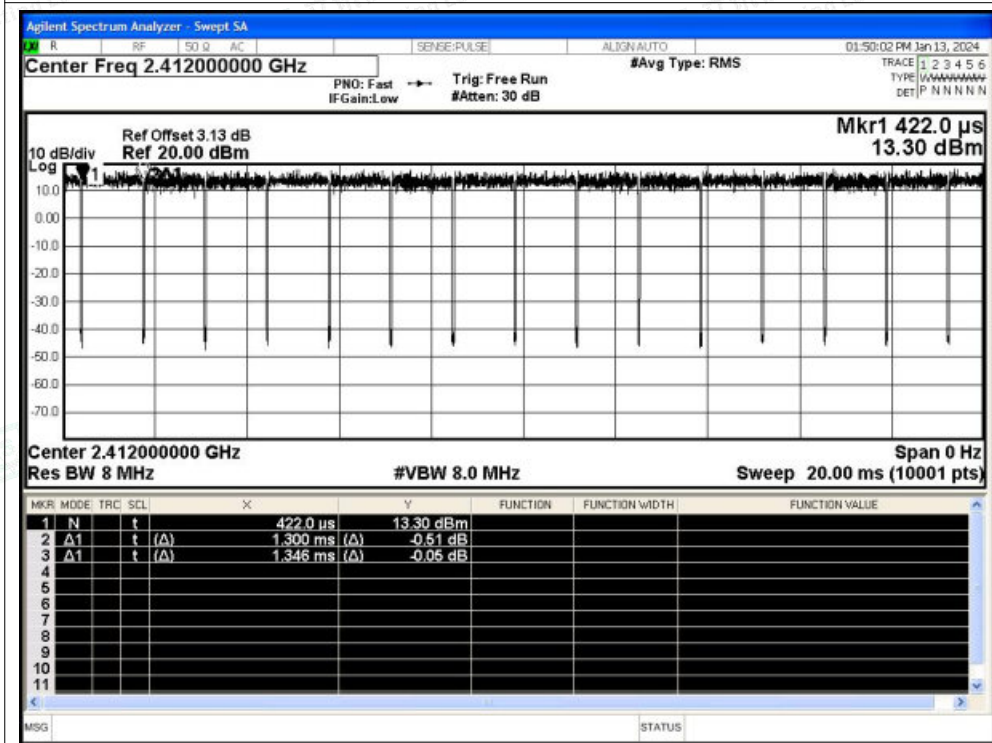 Agilent Spectrum Analyzer - Swept SA
LXI R RF 50 Ω AC SENSE:PULSE ALIGN AUTO 01:50:02 PM Jan 13, 2024
Center Freq 2.412000000 GHz
PNO: Fast
IFGain:Low
Trig: Free Run
#Atten: 30 dB
#Avg Type: RMS
TRACE 1 2 3 4 5 6
TYPE
DET P N N N N N
Mkr1 422.0 µs
13.30 dBm
Ref Offset 3.13 dB
10 dB/div Ref 20.00 dBm
Log
1
10.0
0.00
-10.0
-20.0
-30.0
-40.0
-50.0
-60.0
-70.0
Center 2.412000000 GHz Span 0 Hz
Res BW 8 MHz #VBW 8.0 MHz Sweep 20.00 ms (10001 pts)
MKR MODE TRC SCL X Y FUNCTION FUNCTION WIDTH FUNCTION VALUE
1 N t 422.0 µs 13.30 dBm
2 Δ1 t (Δ) 1.300 ms (Δ) -0.51 dB
3 Δ1 t (Δ) 1.346 ms (Δ) -0.05 dB
4
5
6
7
8
9
10
11
MSG STATUS